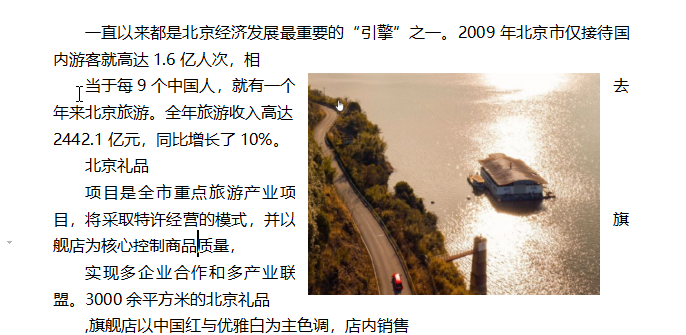 一直以来都是北京经济发展最重要的“引擎”之一。2009 年北京市仅接待国
内游客就高达 1.6 亿人次，相
当于每 9 个中国人，就有一个 去
年来北京旅游。全年旅游收入高达
2442.1 亿元，同比增长了 10%。
北京礼品
项目是全市重点旅游产业项
目，将采取特许经营的模式，并以 旗
舰店为核心控制商品质量，
实现多企业合作和多产业联
盟。3000 余平方米的北京礼品
,旗舰店以中国红与优雅白为主色调，店内销售